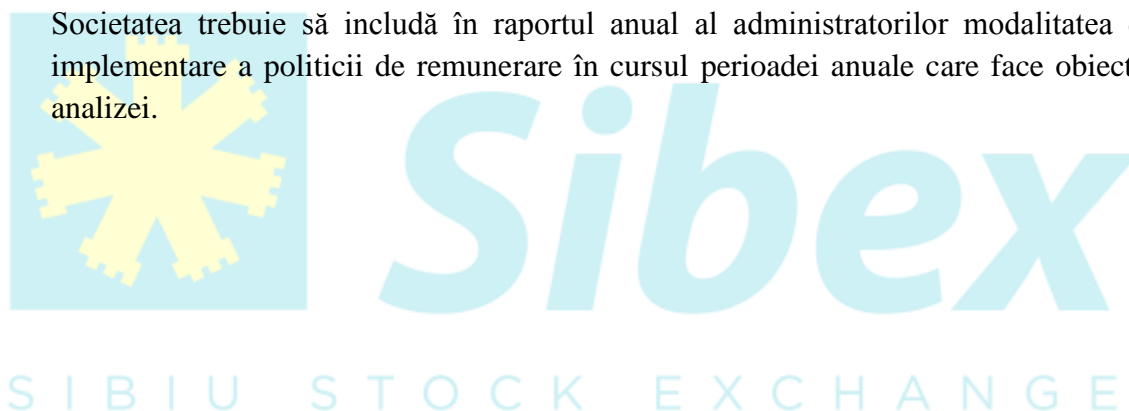 Societatea trebuie să includă în raportul anual al administratorilor modalitatea
implementare a politicii de remunerare în cursul perioadei anuale care face
analizei.
Sibex
SIBIU STOCK EXCHANGE